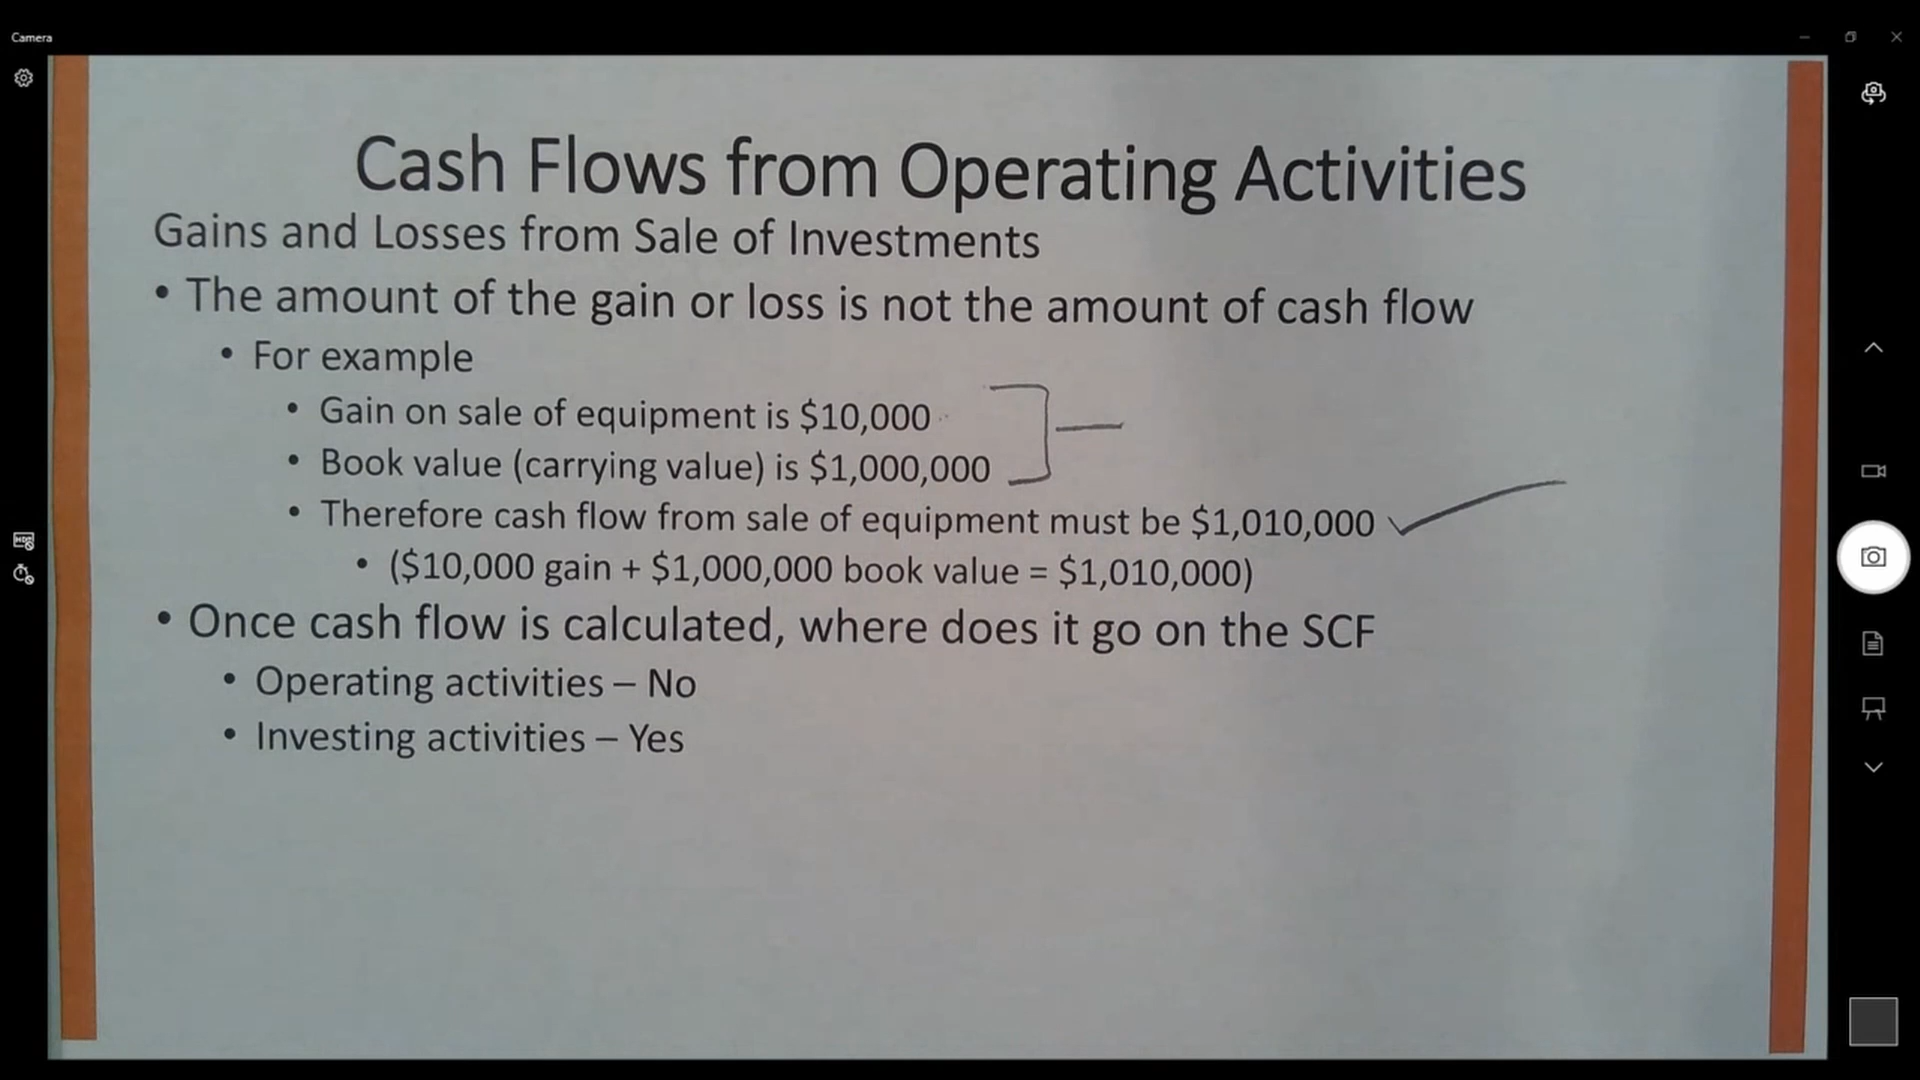 Camera
Cash Flows from Operating Activities
Gains and Losses from Sale of Investments
• The amount of the gain or loss is not the amount of cash flow
• For example
• Gain on sale of equipment is $10,000
• Book value (carrying value) is $1,000,000
• Therefore cash flow from sale of equipment must be $1,010,000
• ($10,000 gain + $1,000,000 book value = $1,010,000)
• Once cash flow is calculated, where does it go on the SCF
• Operating activities – No
• Investing activities – Yes